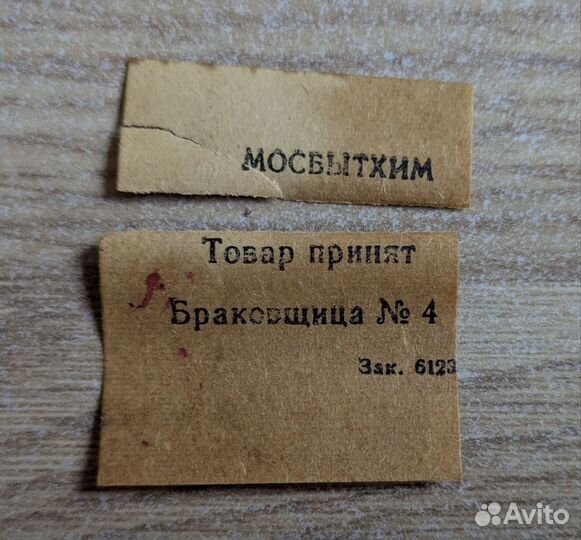 МОСБЫТХИМ
Товар принят
Браковщица № 4
Зак. 6123
Avito